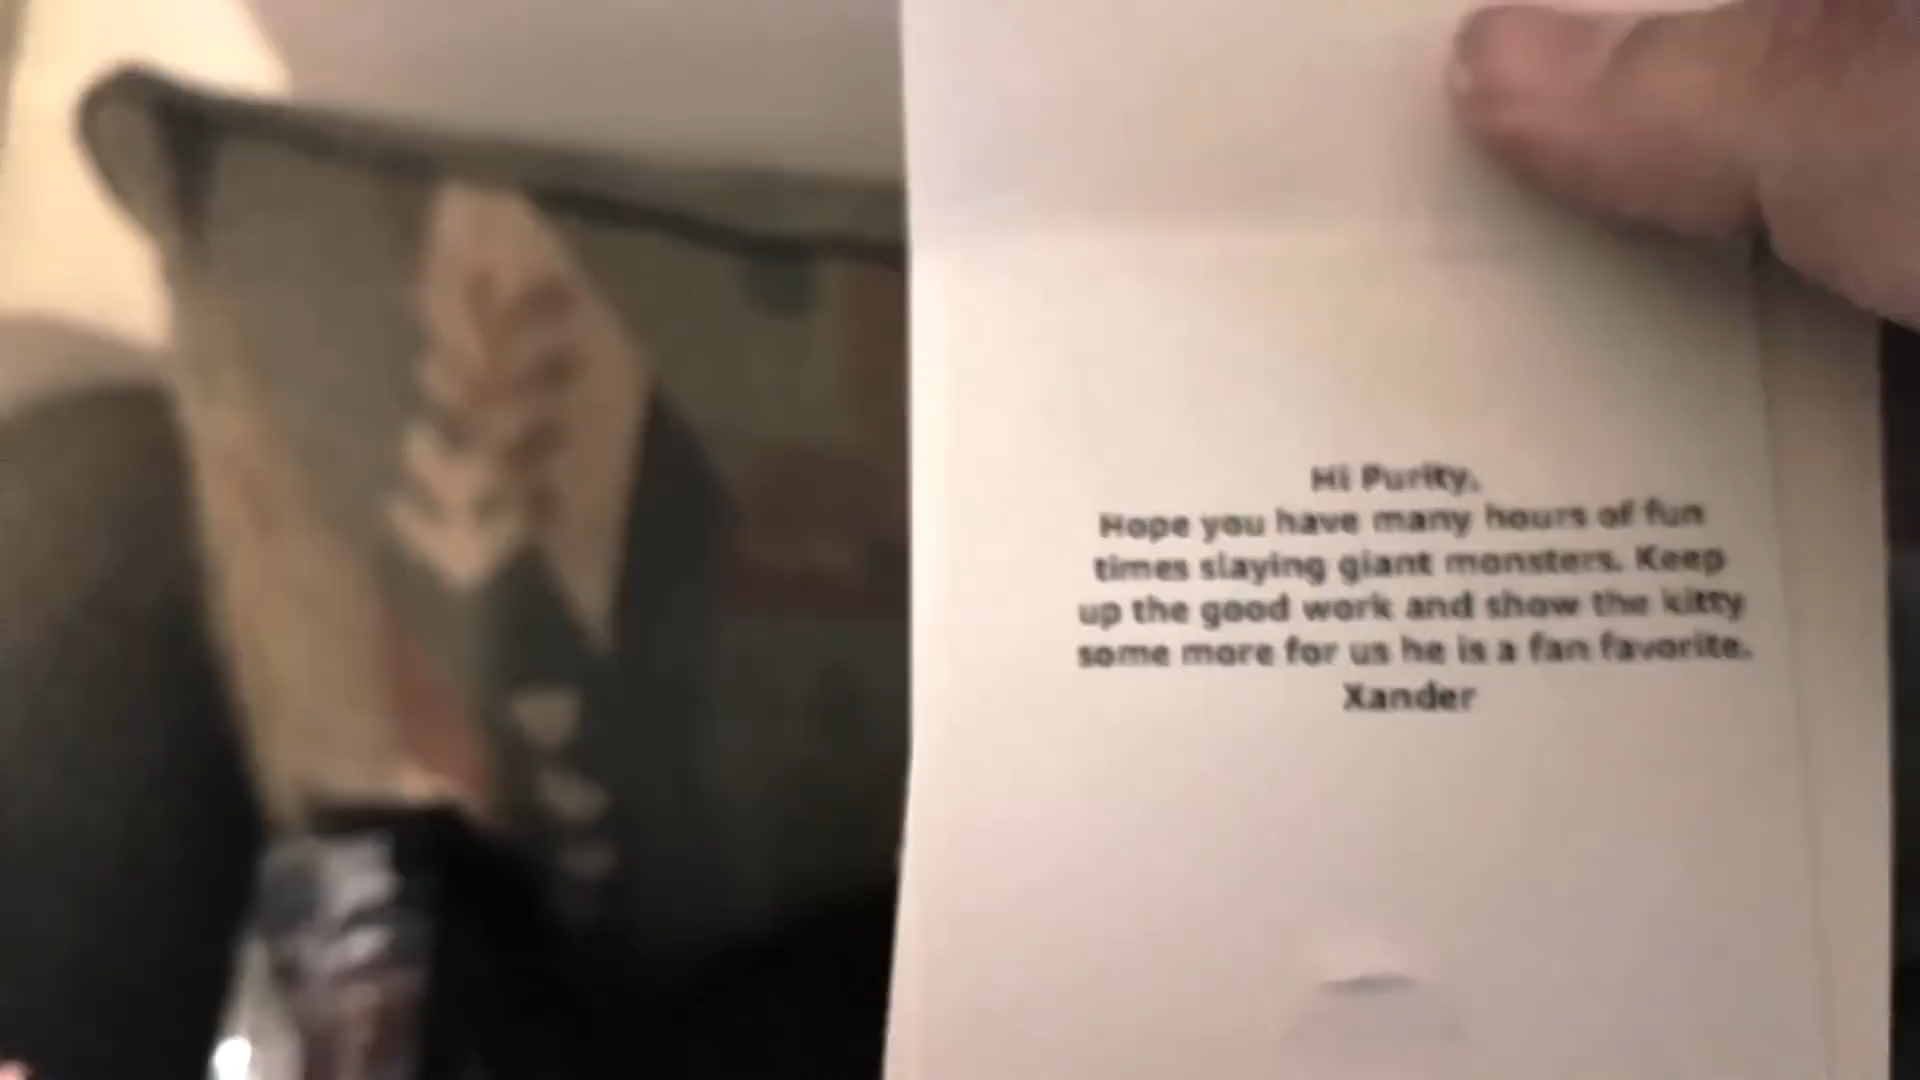 Hi Purity,
Hope you have many hours of fun
times slaying giant monsters. Keep
up the good work and show the kitty
some more for us he is a fan favorite.
Xander